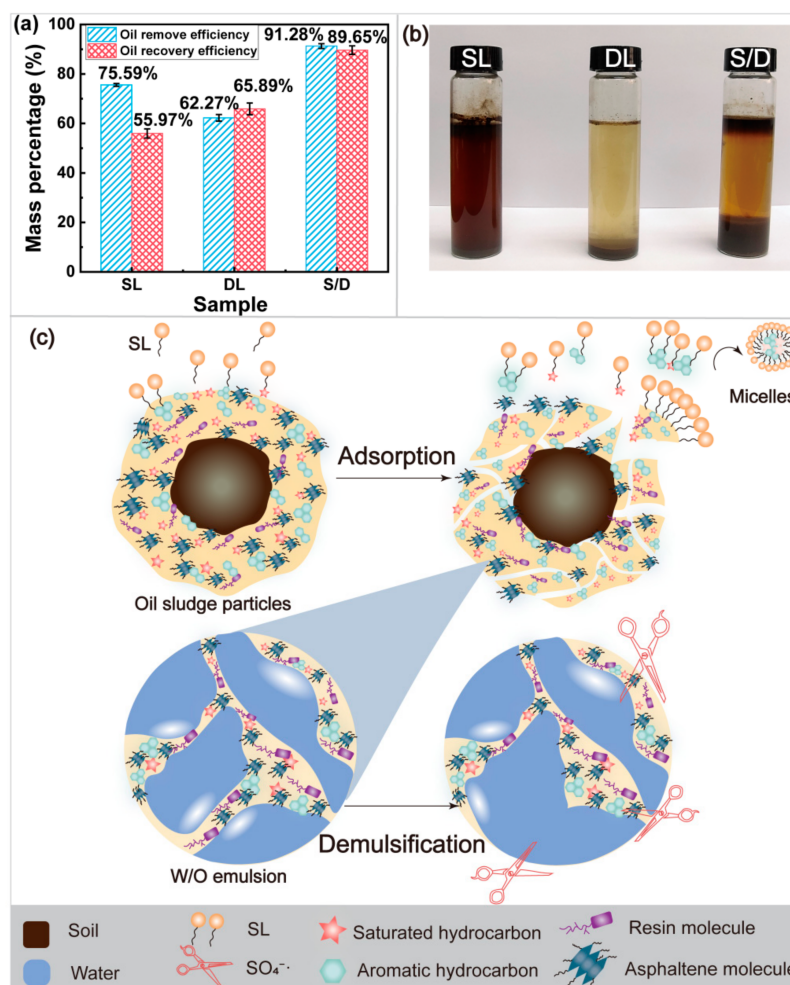 (a)
Oil remove efficiency
Oil recovery efficiency
Mass percentage (%)
100
80
60
40
20
0
75.59%
55.97%
62.27%
65.89%
91.28%
89.65%
SL
DL
S/D
Sample
(b)
SL
DL
S/D
(c)
SL
Micelles
Adsorption
Oil sludge particles
Demulsification
W/O emulsion
Soil
SL
Saturated hydrocarbon
Resin molecule
Water
SO₄⁻·
Aromatic hydrocarbon
Asphaltene molecule